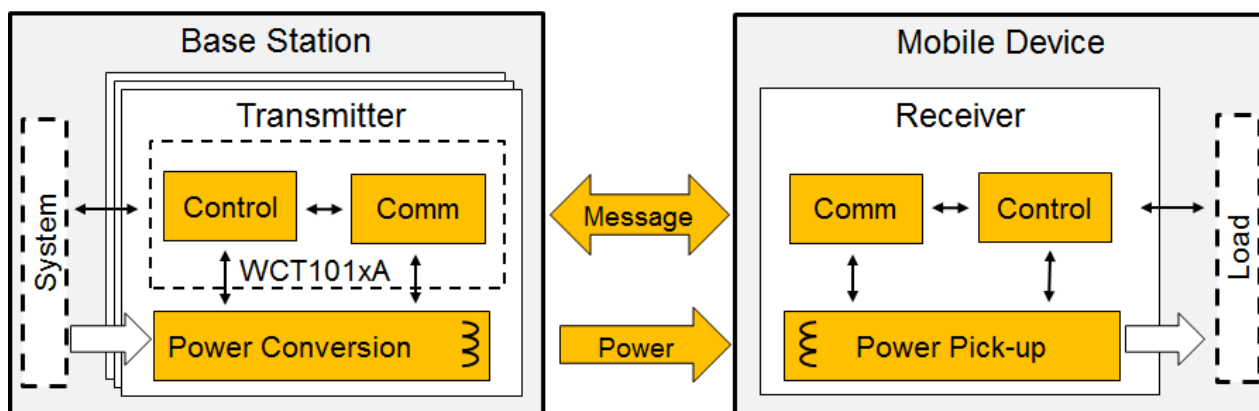 Base Station
Mobile Device
Transmitter
Receiver
System
Control
Comm
WCT101xA
Power Conversion
Message
Power
Comm
Control
Power Pick-up
Load